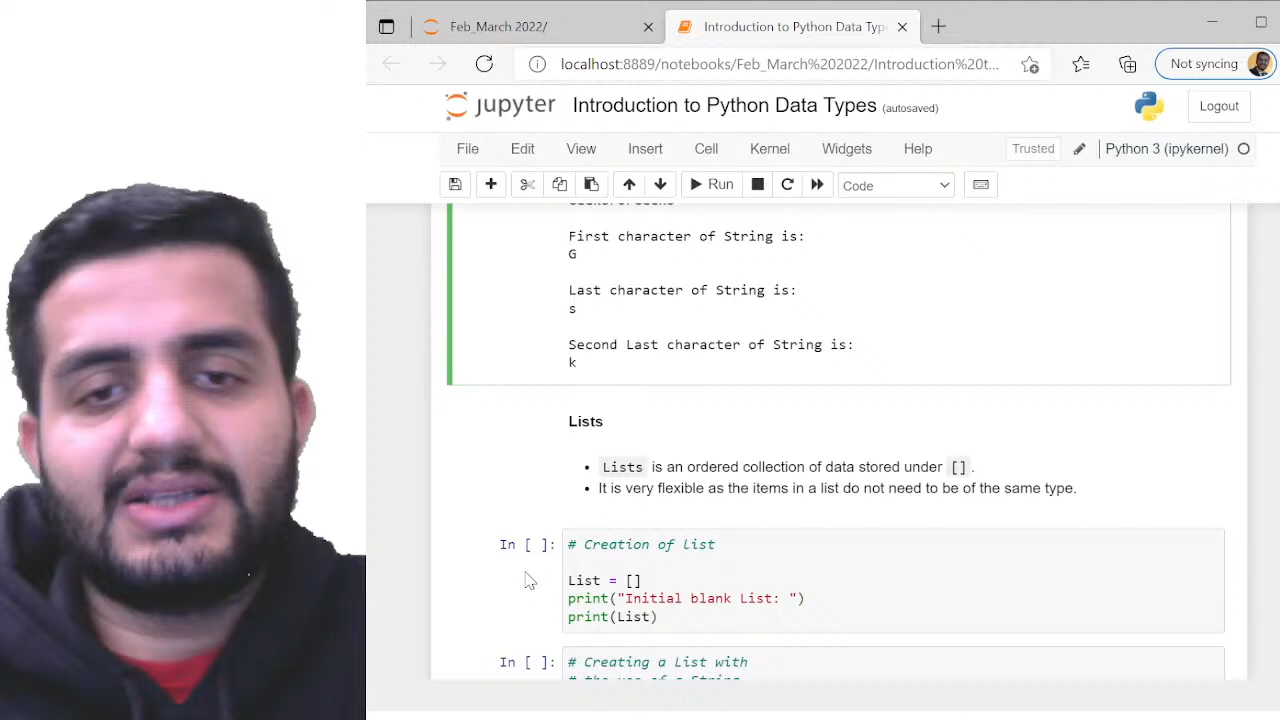 Feb_March 2022/
Introduction to Python Data Type
localhost:8889/notebooks/Feb_March%202022/Introduction%20t...
Not syncing
jupyter Introduction to Python Data Types (autosaved)
Logout
File Edit View Insert Cell Kernel Widgets Help
Trusted
Python 3 (ipykernel)
Run
Code
First character of String is:
G
Last character of String is:
s
Second Last character of String is:
k
Lists
Lists is an ordered collection of data stored under [].
It is very flexible as the items in a list do not need to be of the same type.
In [ ]: # Creation of List
List = []
print("Initial blank List: ")
print(List)
In [ ]: # Creating a List with
# the use of a String